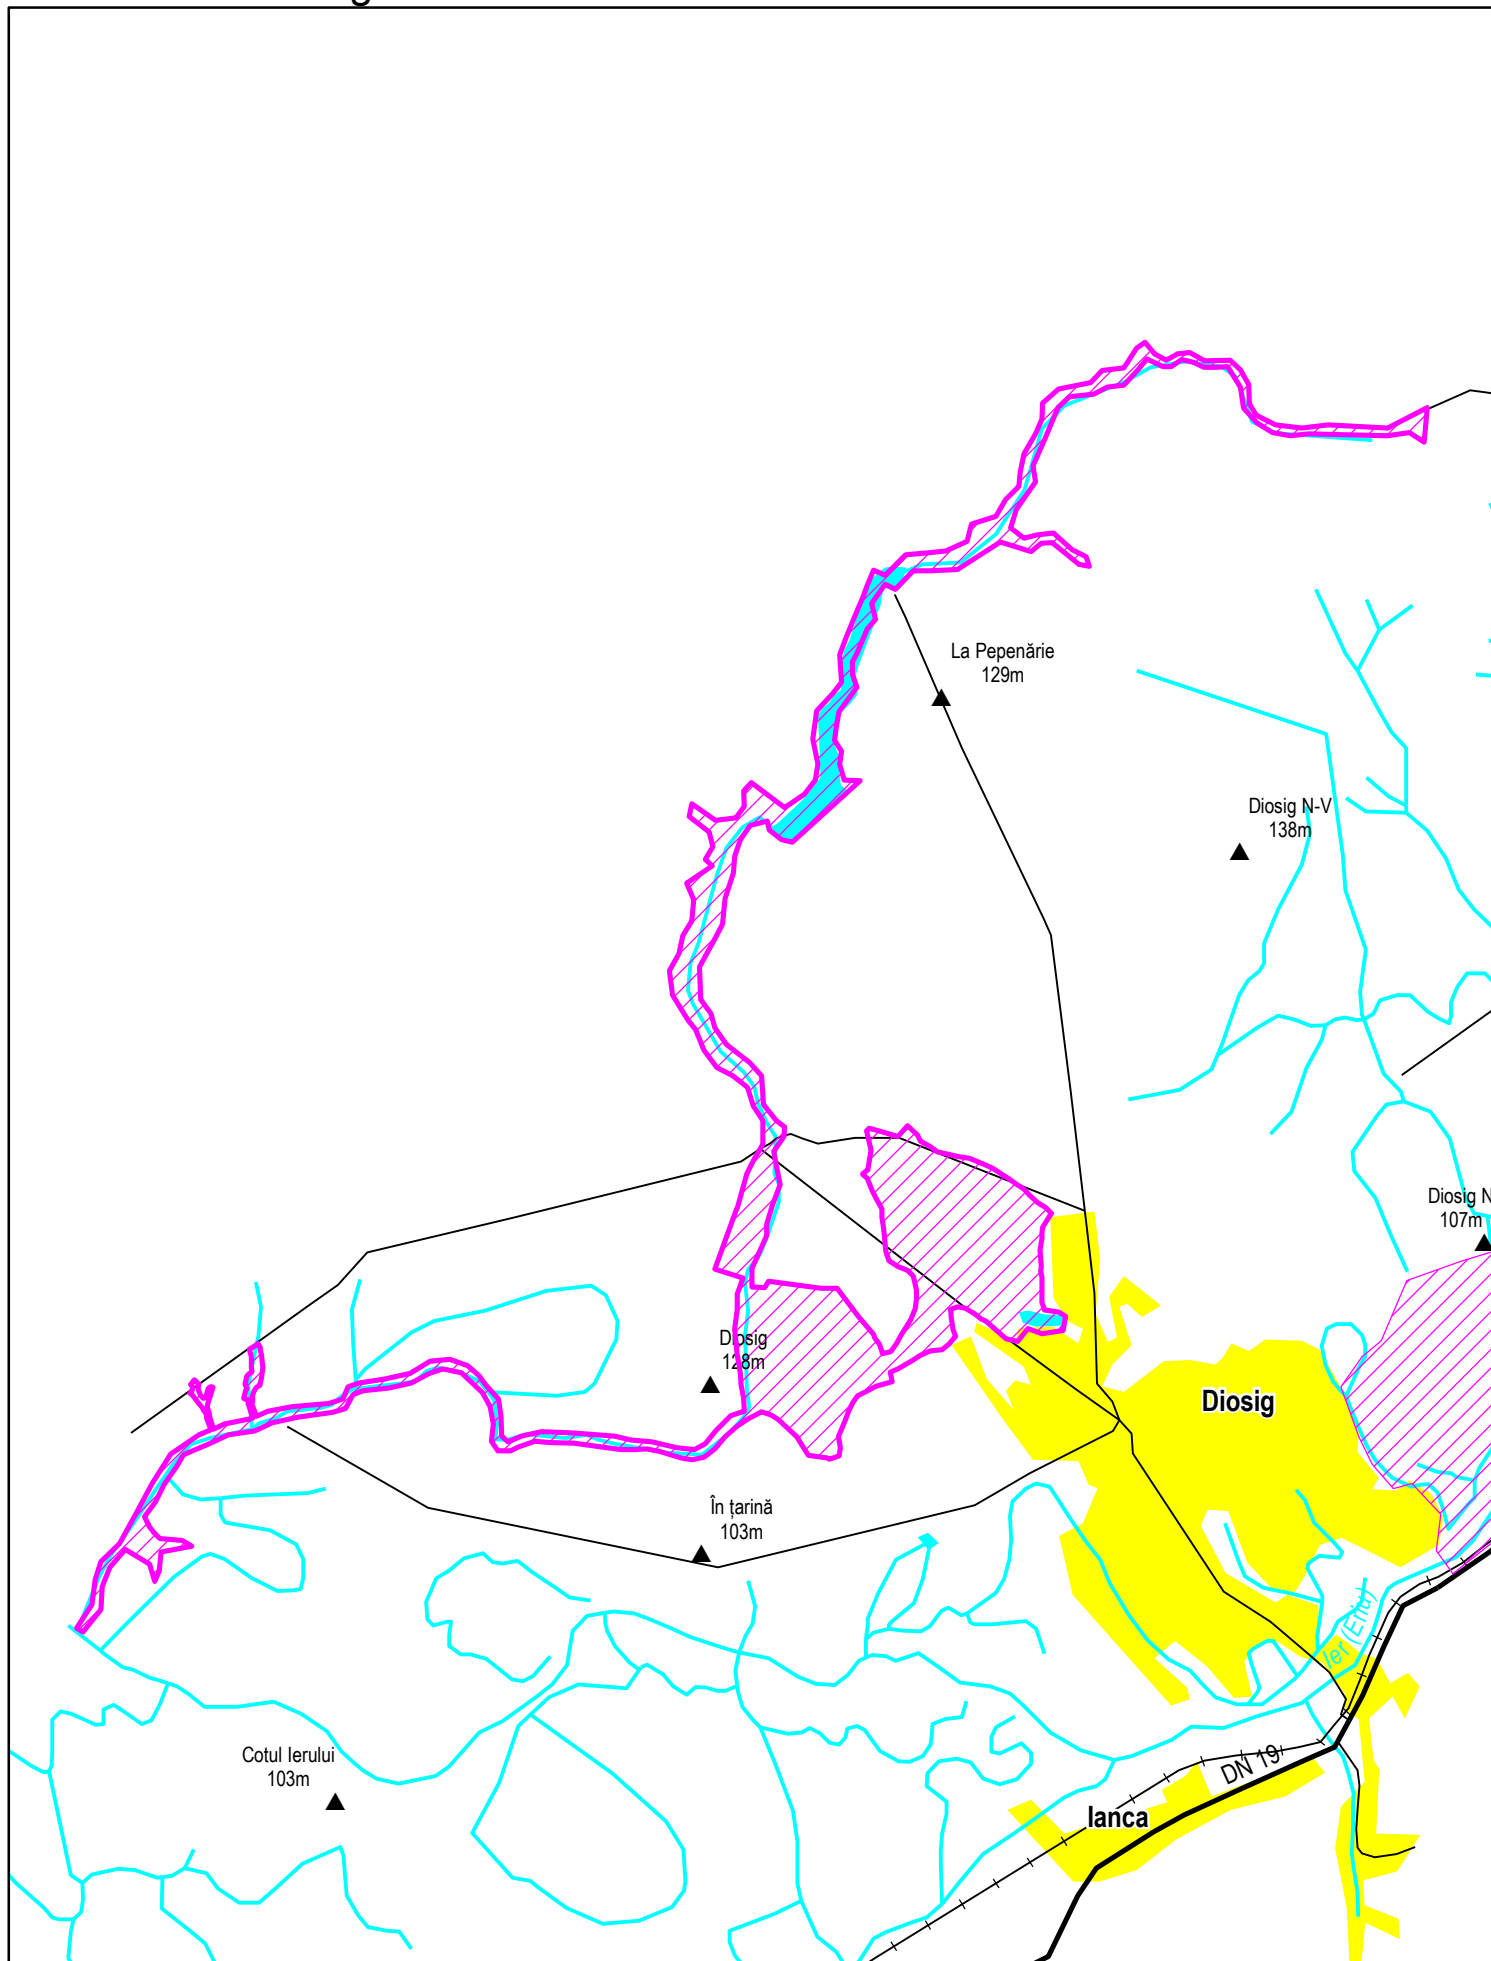 La Pepenărie
129m
Diosig N-V
138m
Diosig N
107m
Diosig
128m
Diosig
În țarină
103m
Ier (Eriu)
Cotul Ierului
103m
DN 19
Ianca